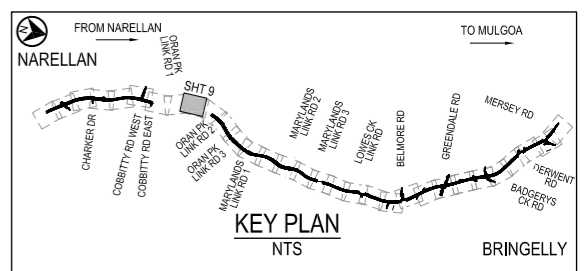 FROM NARELLAN
TO MULGOA
N
NARELLAN
ORAN PK
LINK RD 1
SHT 9
CHARKER DR
COBBITTY RD WEST
COBBITTY RD EAST
ORAN PK
LINK RD 2
ORAN PK
LINK RD 3
MARYLANDS
LINK RD 1
MARYLANDS
LINK RD 2
MARYLANDS
LINK RD 3
LOWES CK
LINK RD
BELMORE RD
GREENDALE RD
MERSEY RD
DERWENT
RD
BADGERYS
CK RD
KEY PLAN
NTS
BRINGELLY